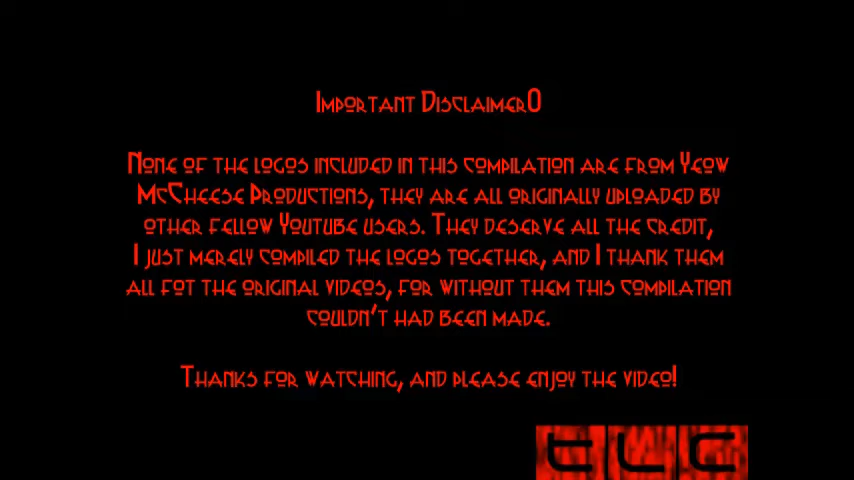 Important Disclaimer0
None of the logos included in this compilation are from Yeow
McCheese Productions, they are all originally uploaded by
other fellow Youtube users. They deserve all the credit,
I just merely compiled the logos together, and I thank them
all fot the original videos, for without them this compilation
couldn't had been made.
Thanks for watching, and please enjoy the video!
tlc